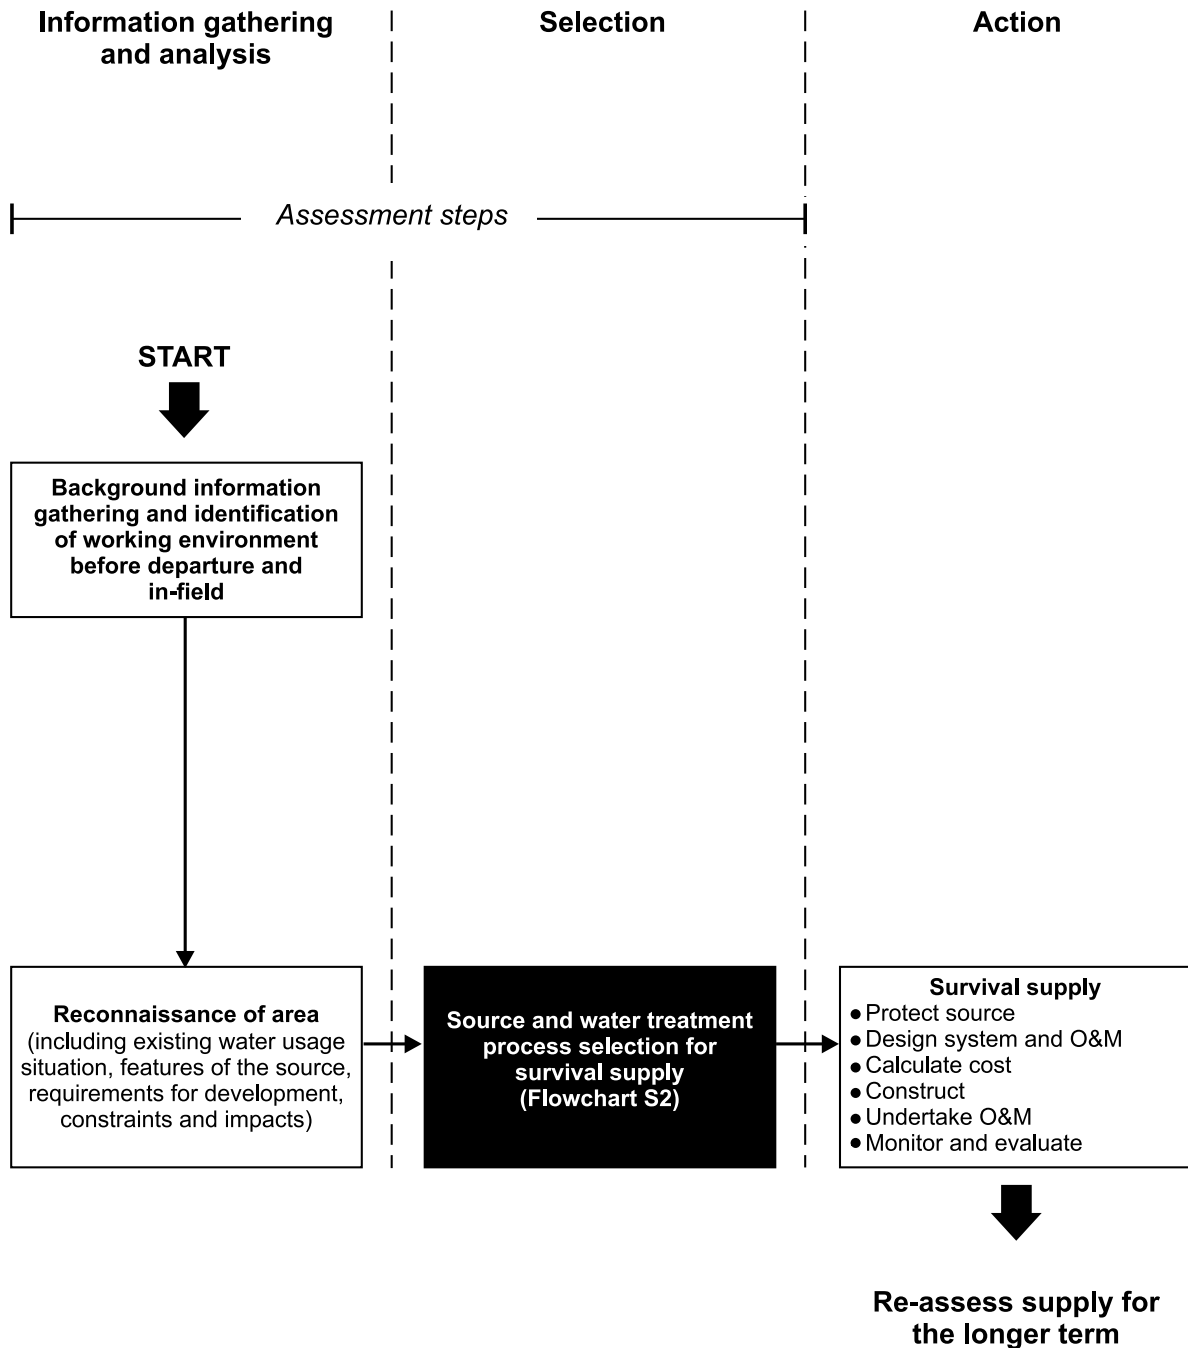 Information gathering
and analysis
Selection
Action
Assessment steps
START
Background information
gathering and identification
of working environment
before departure and
in-field
Reconnaissance of area
(including existing water usage
situation, features of the source,
requirements for development,
constraints and impacts)
Source and water treatment
process selection for
survival supply
(Flowchart S2)
Survival supply
● Protect source
● Design system and O&M
● Calculate cost
● Construct
● Undertake O&M
● Monitor and evaluate
Re-assess supply for
the longer term